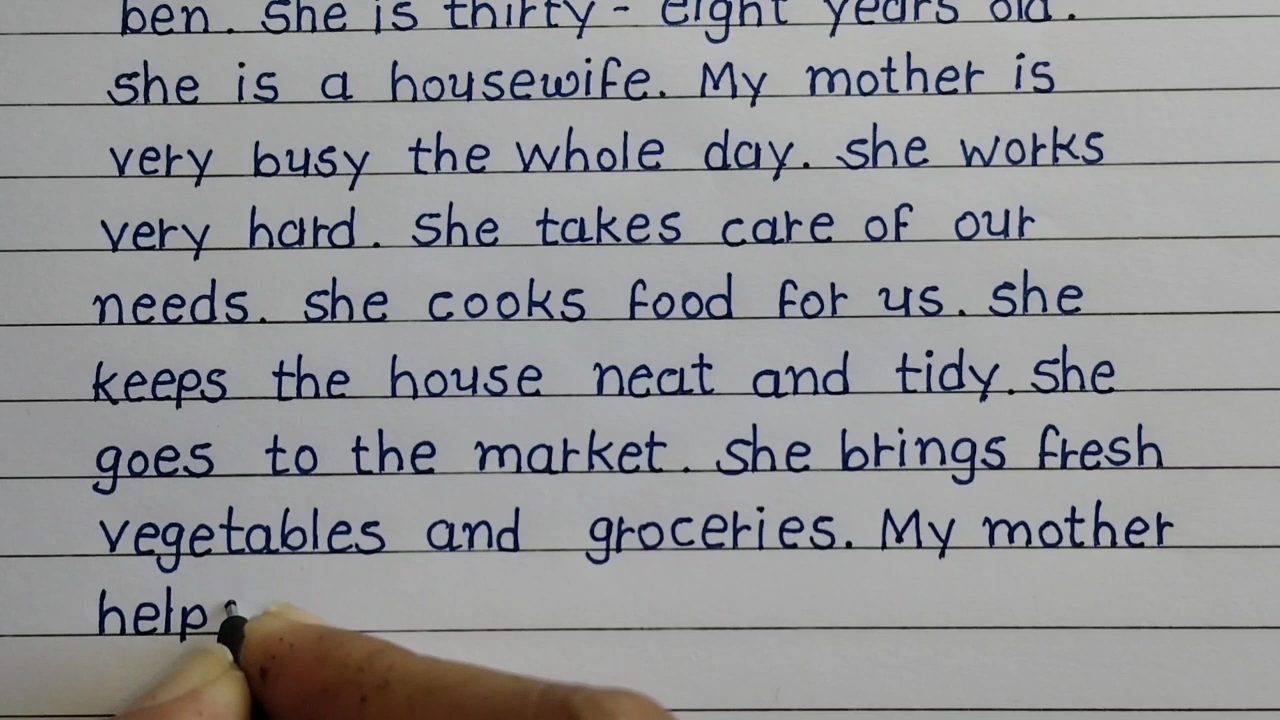 ben. She is thirty - eight years old.
she is a housewife. My mother is
very busy the whole day. she works
very hard. She takes care of our
needs. she cooks food for us. she
keeps the house neat and tidy. she
goes to the market. she brings fresh
vegetables and groceries. My mother
help